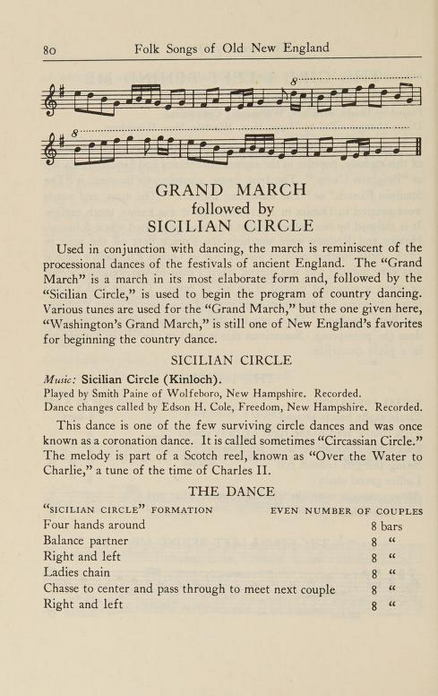 80 Folk Songs of Old New England
8
8
GRAND MARCH
followed by
SICILIAN CIRCLE
Used in conjunction with dancing, the march is reminiscent of the
processional dances of the festivals of ancient England. The “Grand
March” is a march in its most elaborate form and, followed by the
“Sicilian Circle,” is used to begin the program of country dancing.
Various tunes are used for the “Grand March,” but the one given here,
“Washington’s Grand March,” is still one of New England’s favorites
for beginning the country dance.
SICILIAN CIRCLE
Music: Sicilian Circle (Kinloch).
Played by Smith Paine of Wolfeboro, New Hampshire. Recorded.
Dance changes called by Edson H. Cole, Freedom, New Hampshire. Recorded.
This dance is one of the few surviving circle dances and was once
known as a coronation dance. It is called sometimes “Circassian Circle.”
The melody is part of a Scotch reel, known as “Over the Water to
Charlie,” a tune of the time of Charles II.
THE DANCE
“SICILIAN CIRCLE” FORMATION EVEN NUMBER OF COUPLES
Four hands around 8 bars
Balance partner 8 “
Right and left 8 “
Ladies chain 8 “
Chasse to center and pass through to meet next couple 8 “
Right and left 8 “